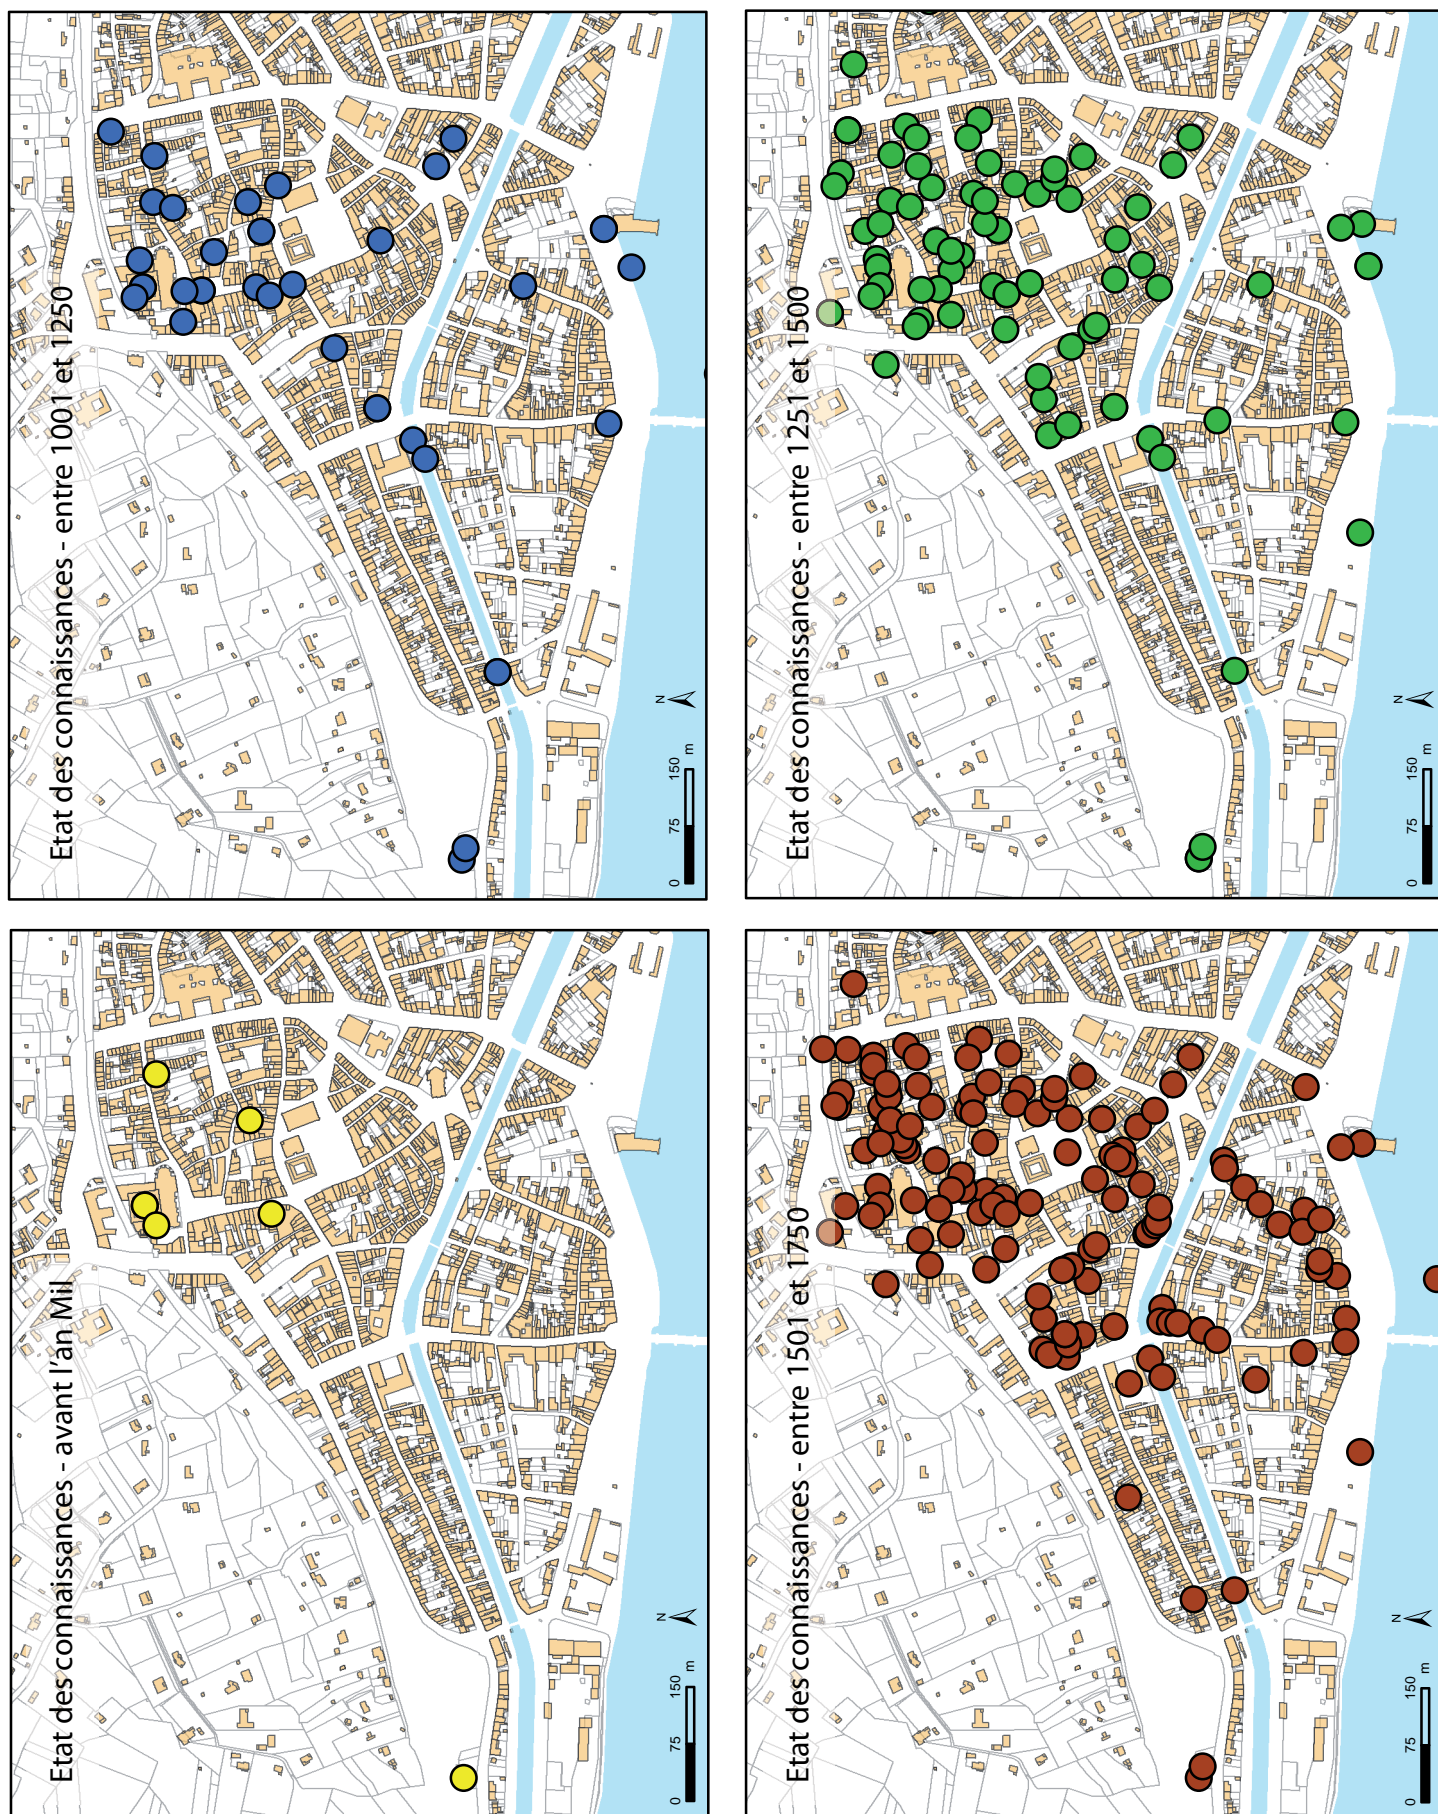 Etat des connaissances - avant l'an Mil
N
0 75 150 m
Etat des connaissances - entre 1001 et 1250
N
0 75 150 m
Etat des connaissances - entre 1501 et 1750
N
0 75 150 m
Etat des connaissances - entre 1251 et 1500
N
0 75 150 m